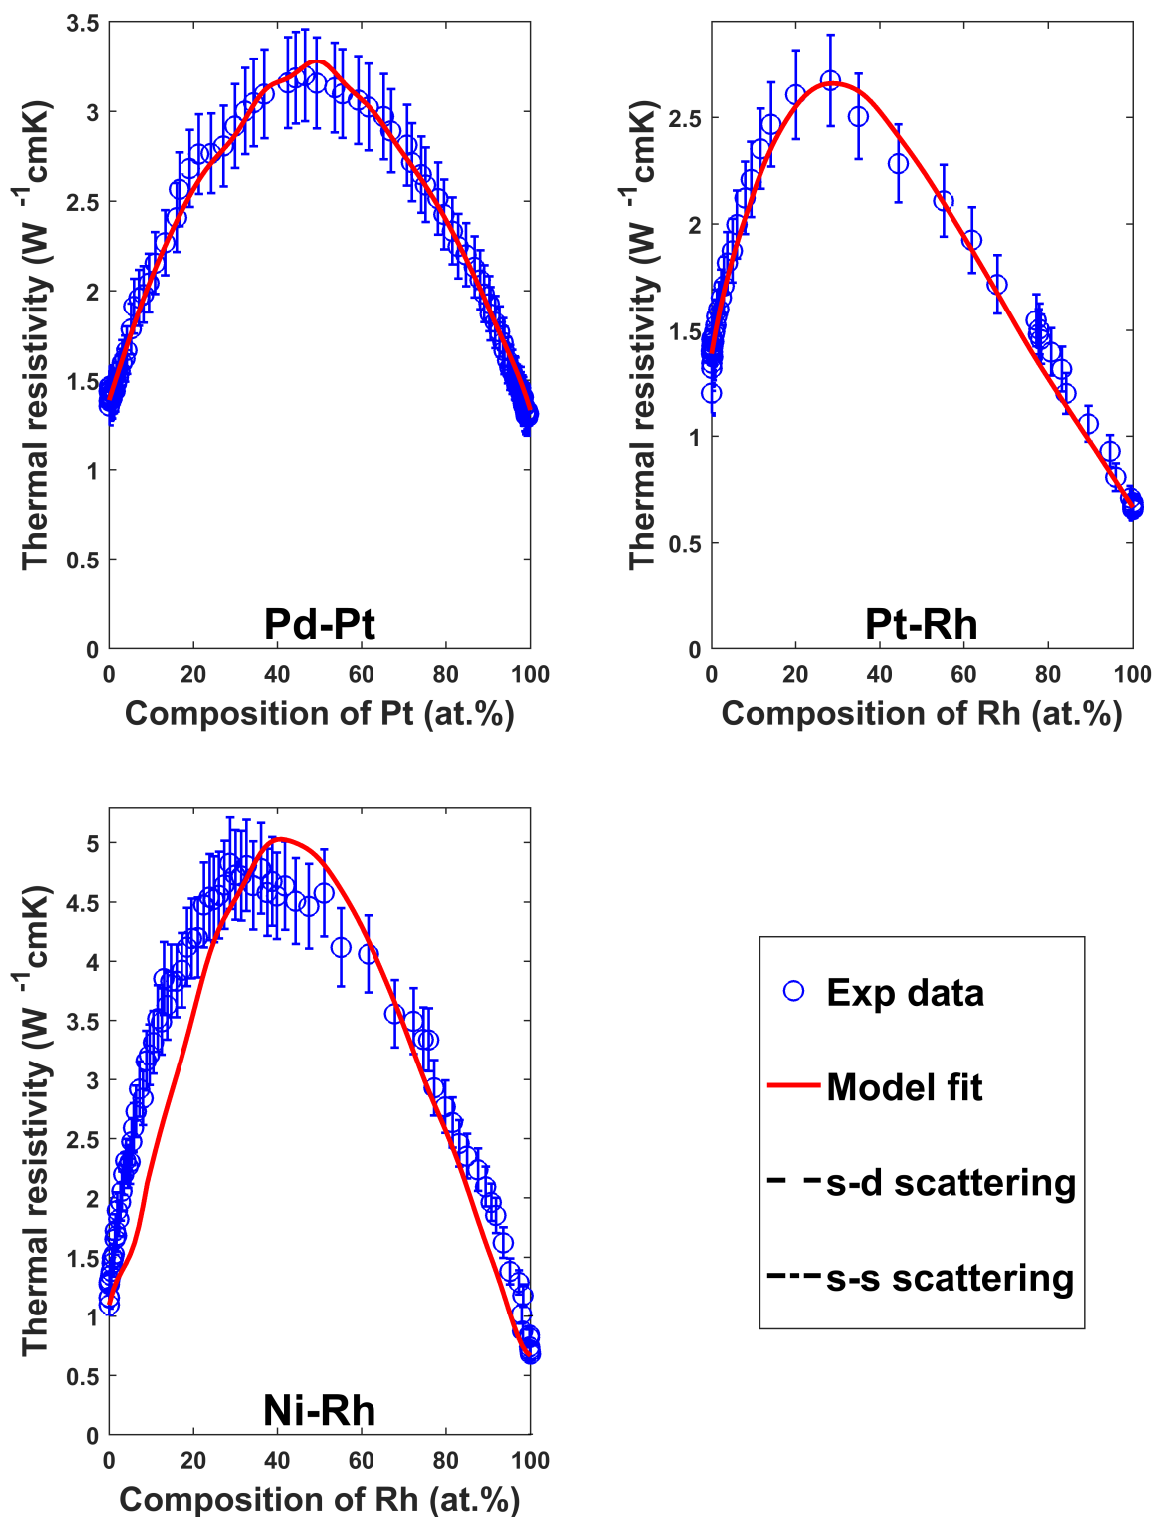 3.5
3
2.5
2
1.5
1
0.5
0
0 20 40 60 80 100
Thermal resistivity (W -1cmK)
Pd-Pt
Composition of Pt (at.%)
2.5
2
1.5
1
0.5
0
0 20 40 60 80 100
Thermal resistivity (W -1cmK)
Pt-Rh
Composition of Rh (at.%)
5
4.5
4
3.5
3
2.5
2
1.5
1
0.5
0
0 20 40 60 80 100
Thermal resistivity (W -1cmK)
Ni-Rh
Composition of Rh (at.%)
Exp data
Model fit
s-d scattering
s-s scattering